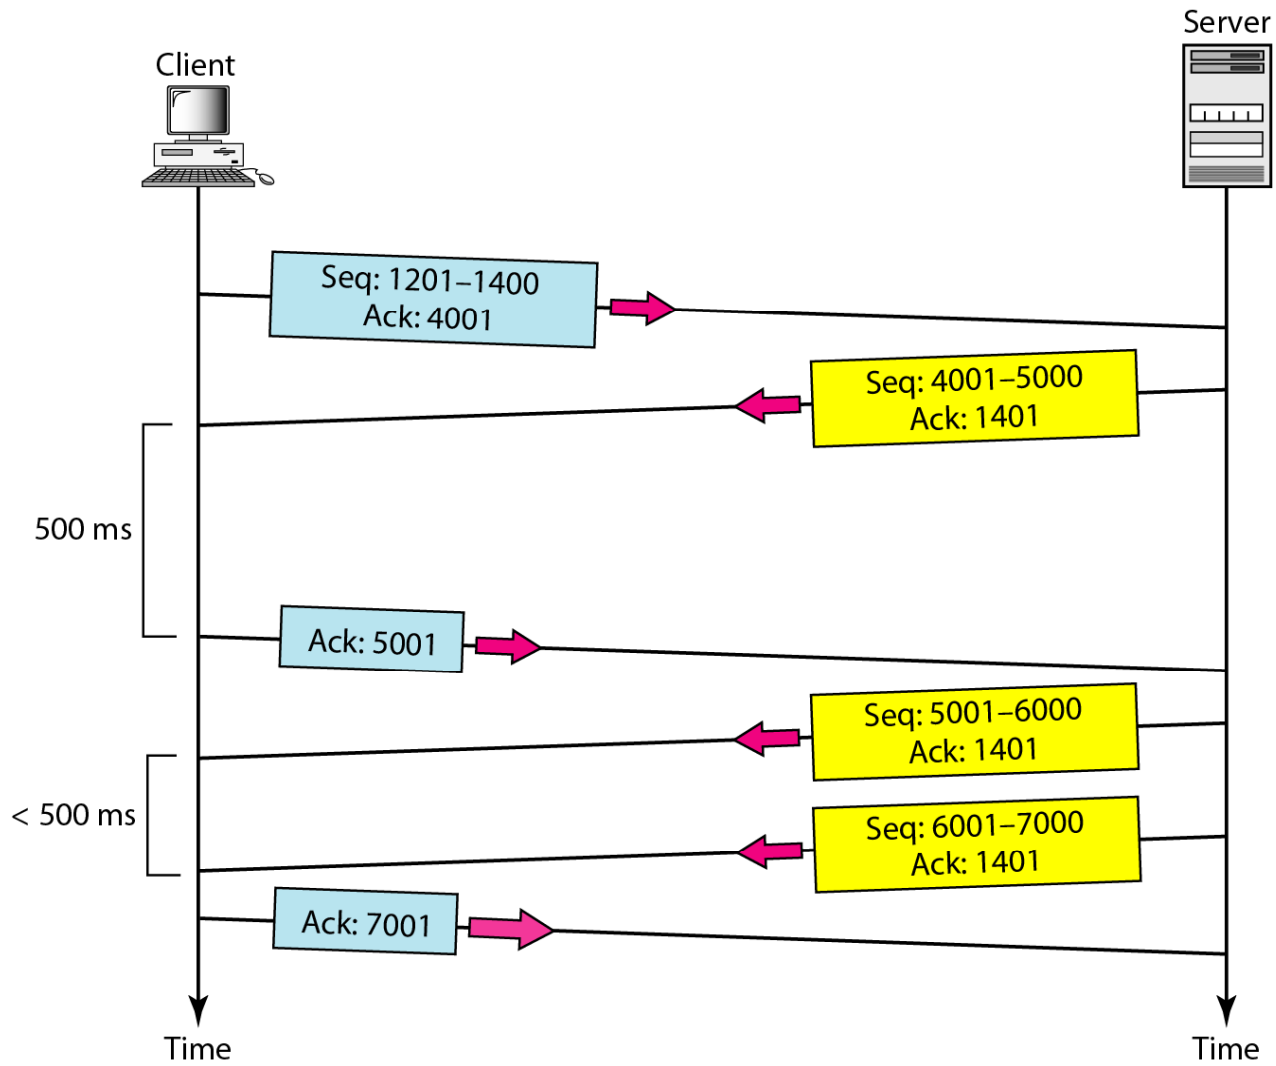 Server
Client
Seq: 1201–1400
Ack: 4001
Seq: 4001–5000
Ack: 1401
500 ms
Ack: 5001
Seq: 5001–6000
Ack: 1401
< 500 ms
Seq: 6001–7000
Ack: 1401
Ack: 7001
Time
Time